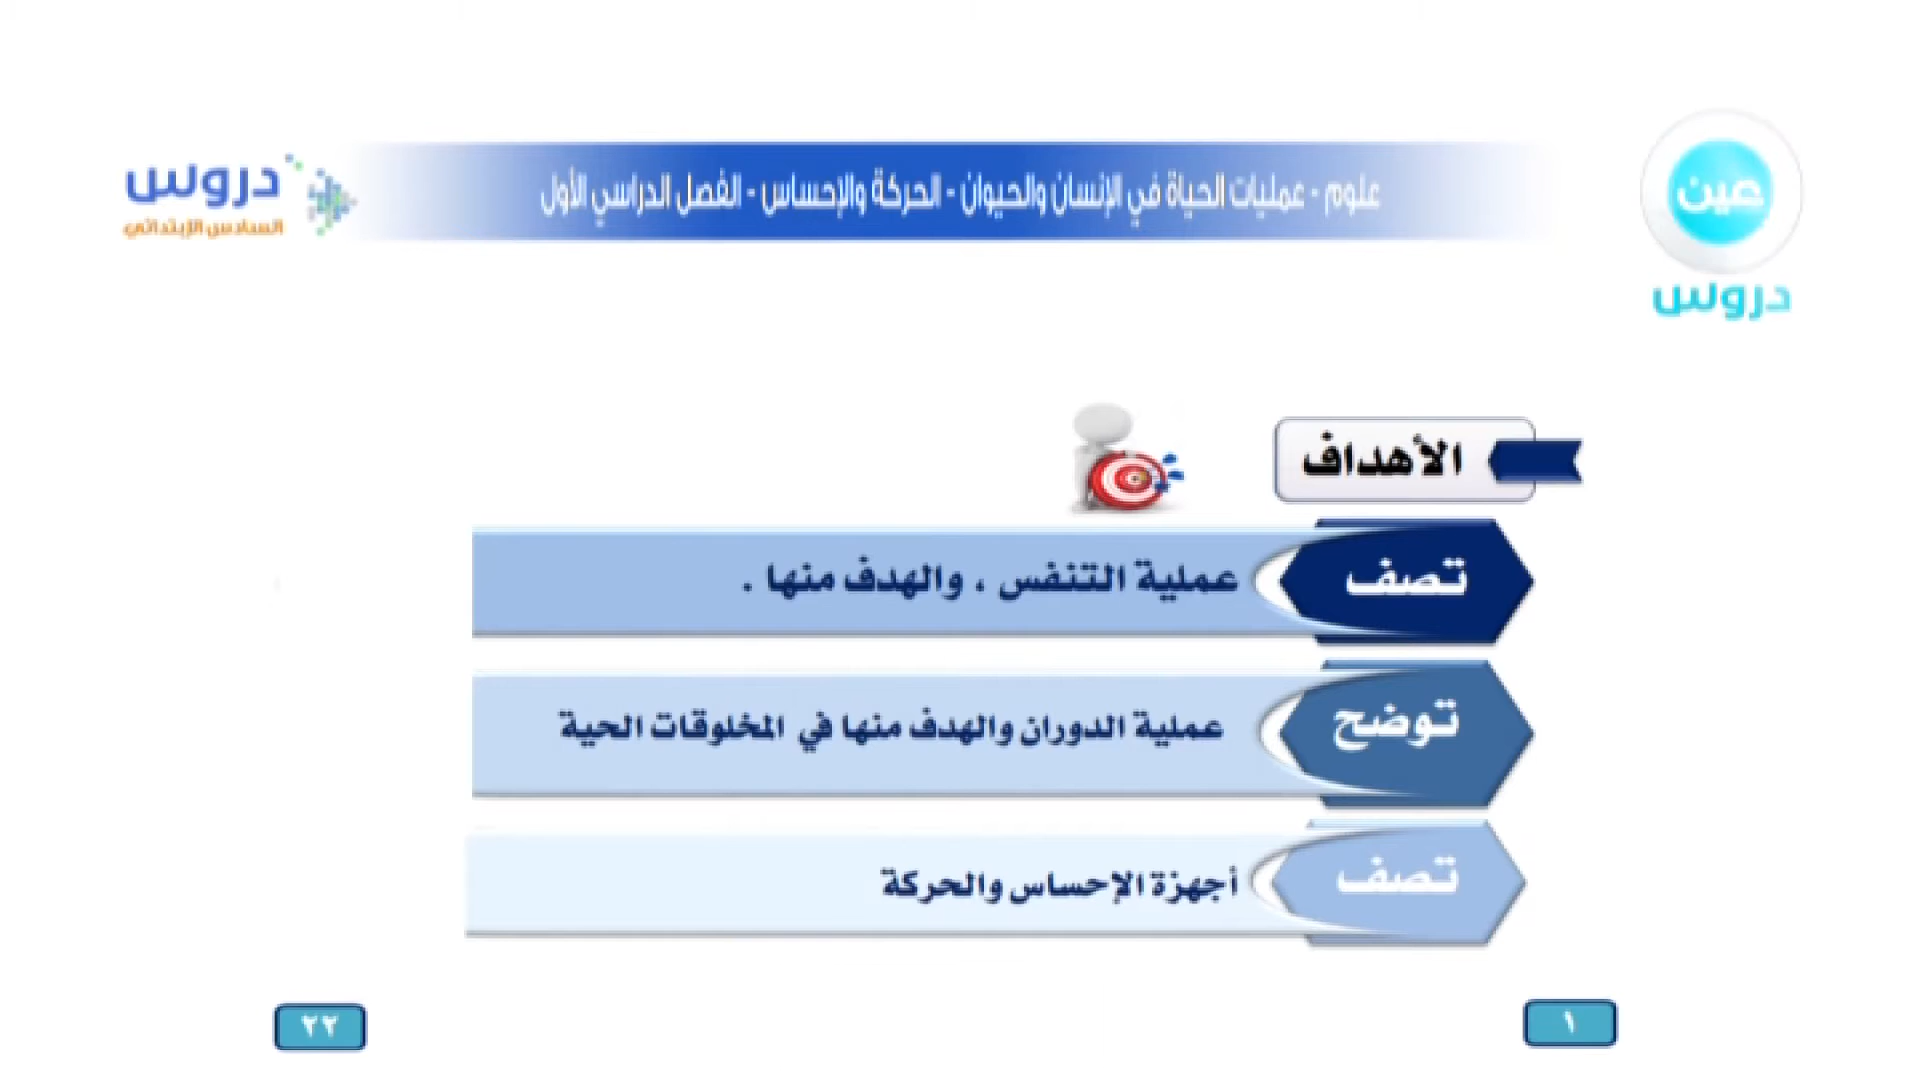 عين
دروس
علوم - عمليات الحياة في الإنسان والحيوان - الحركة والإحساس - الفصل الدراسي الأول
دروس
السادس الإبتدائي
الأهداف
تصف
عملية التنفس ، والهدف منها .
توضح
عملية الدوران والهدف منها في المخلوقات الحية
تصف
أجهزة الإحساس والحركة
١
٢٢